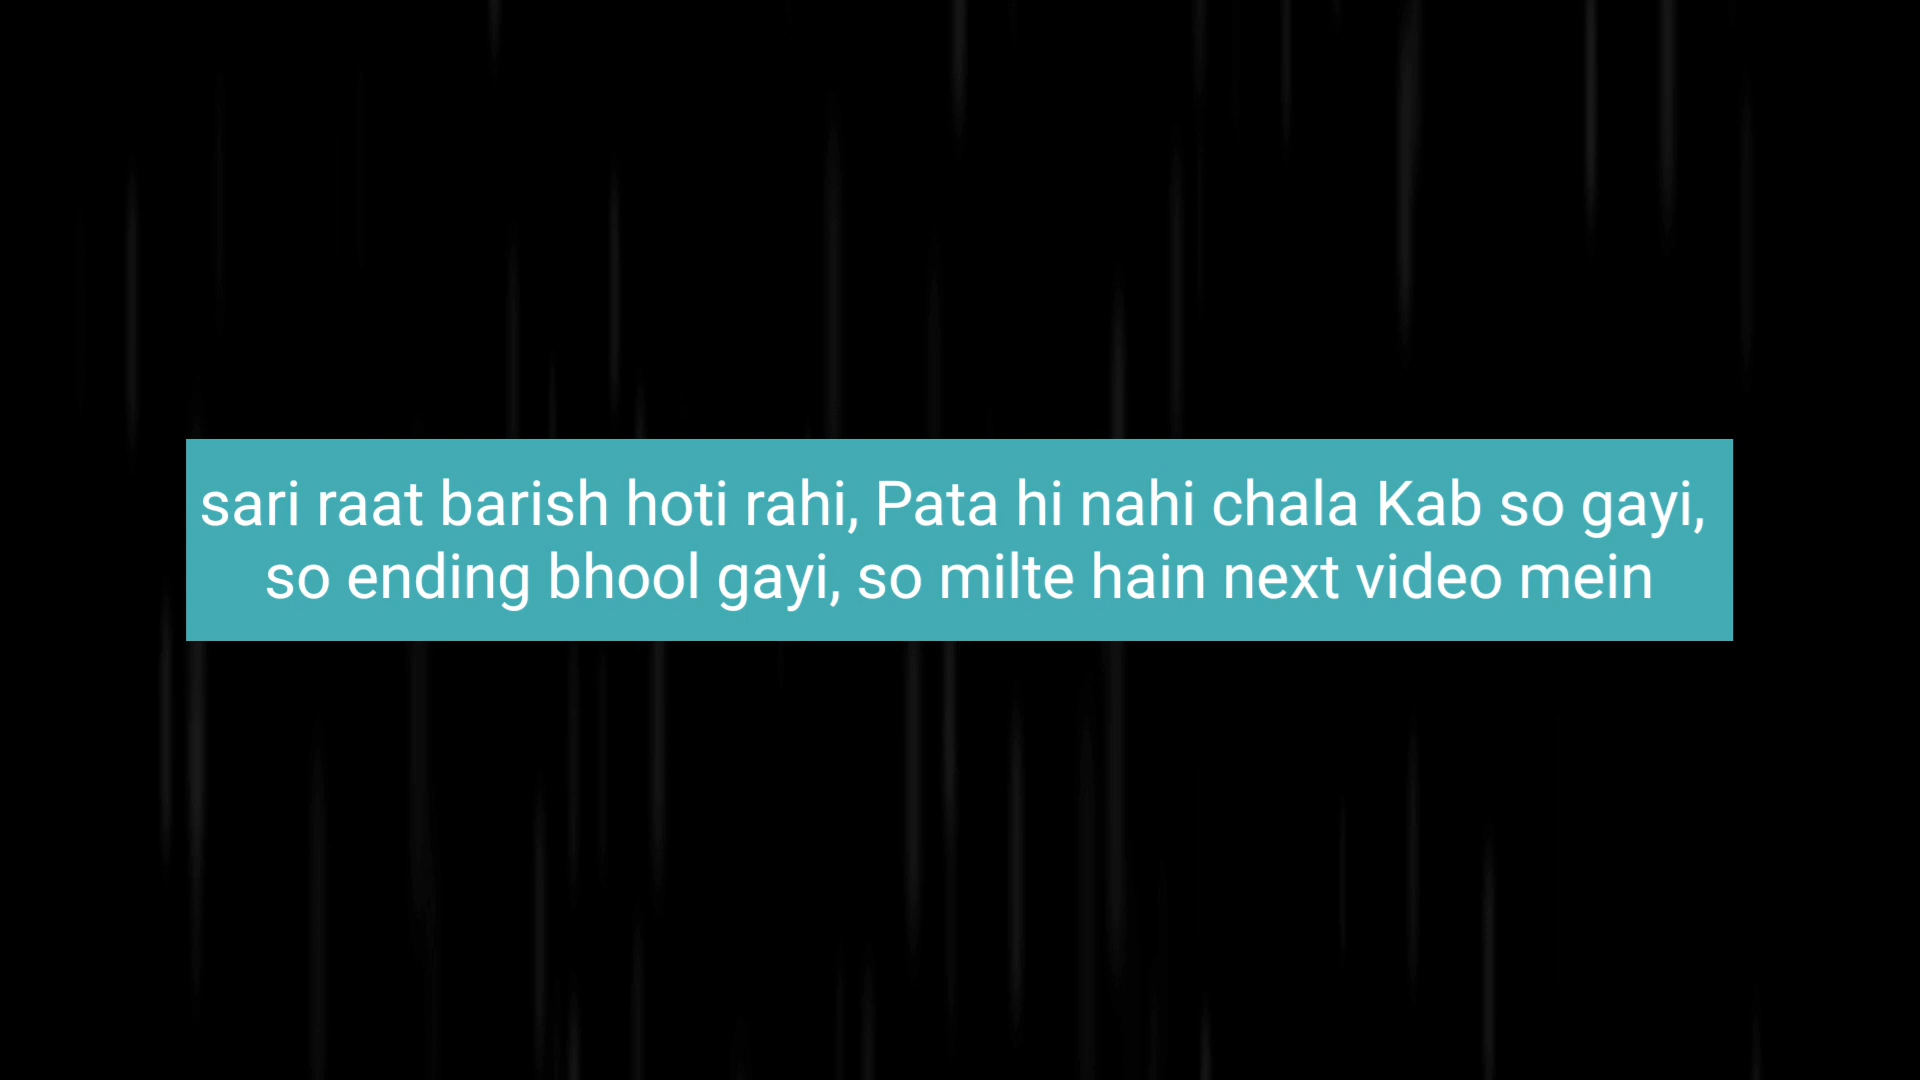 sari raat barish hoti rahi, Pata hi nahi chala Kab so gayi,
so ending bhool gayi, so milte hain next video mein